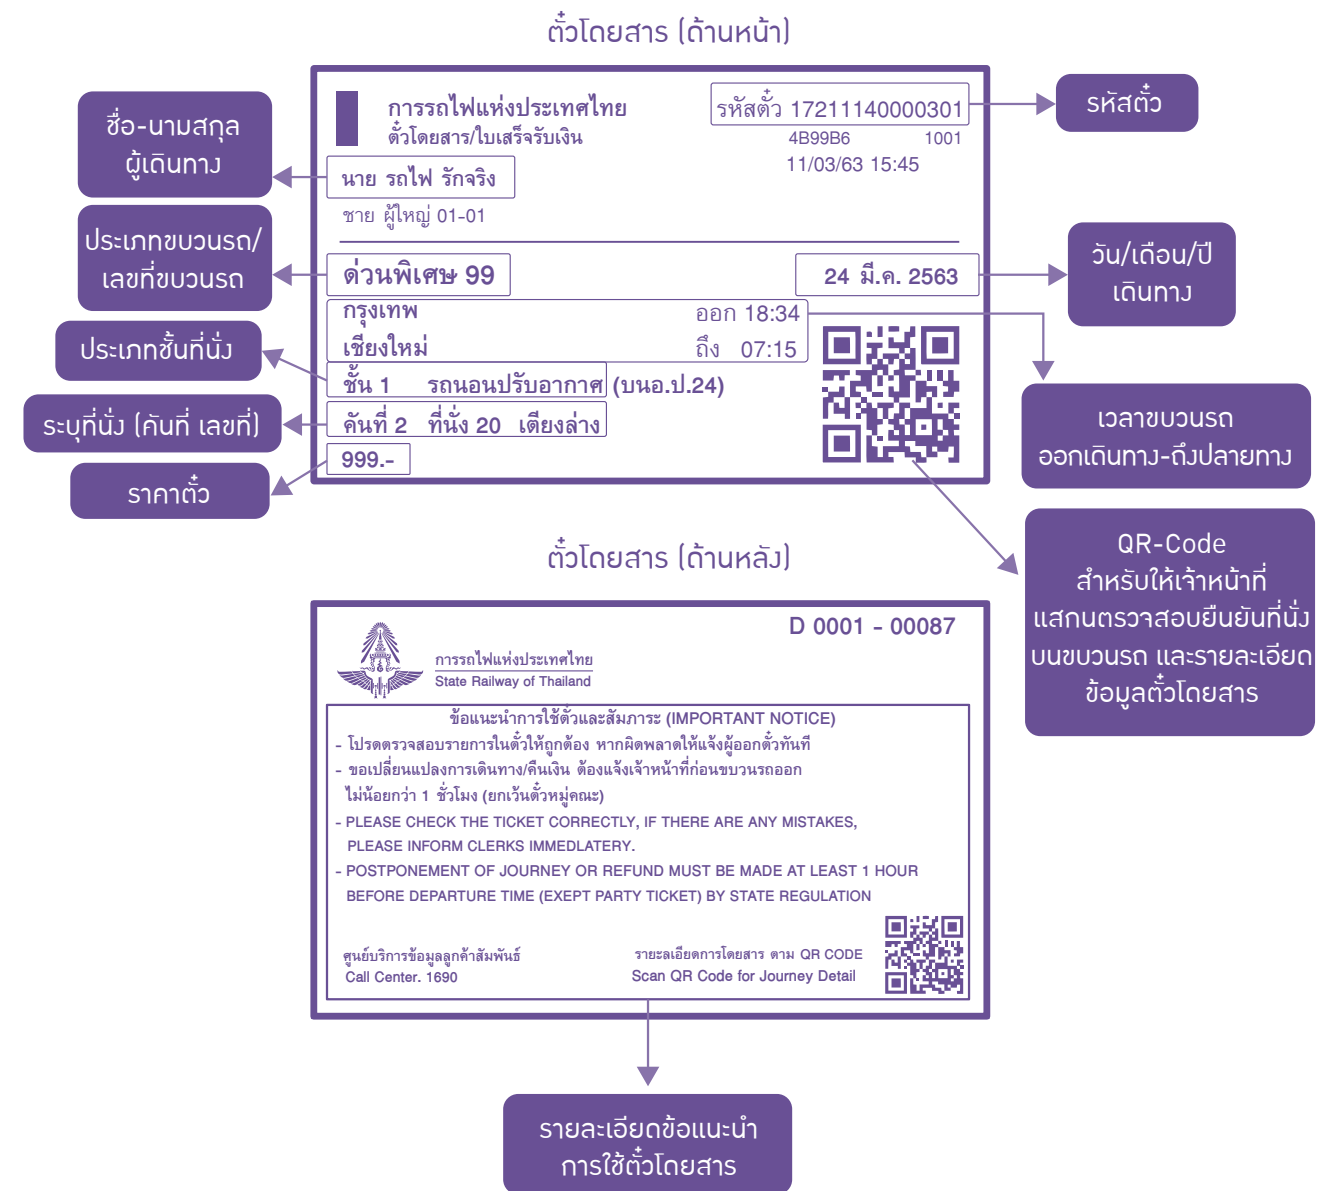 ตั๋วโดยสาร (ด้านหน้า)
การรถไฟแห่งประเทศไทย
ตั๋วโดยสาร/ใบเสร็จรับเงิน
รหัสตั๋ว 17211140000301
4B99B6 1001
11/03/63 15:45
นาย รถไฟ รักจริง
ชาย ผู้ใหญ่ 01-01
ด่วนพิเศษ 99
24 มี.ค. 2563
กรุงเทพ ออก 18:34
เชียงใหม่ ถึง 07:15
ชั้น 1 รถนอนปรับอากาศ (บนอ.ป.24)
คันที่ 2 ที่นั่ง 20 เตียงล่าง
999.-
ชื่อ-นามสกุล
ผู้เดินทาง
ประเภทขบวนรถ/
เลขที่ขบวนรถ
ประเภทชั้นที่นั่ง
ระบุที่นั่ง (คันที่ เลขที่)
ราคาตั๋ว
รหัสตั๋ว
วัน/เดือน/ปี
เดินทาง
เวลาขบวนรถ
ออกเดินทาง-ถึงปลายทาง
QR-Code
สำหรับให้เจ้าหน้าที่
แสกนตรวจสอบยืนยันที่นั่ง
บนขบวนรถ และรายละเอียด
ข้อมูลตั๋วโดยสาร
ตั๋วโดยสาร (ด้านหลัง)
D 0001 - 00087
การรถไฟแห่งประเทศไทย
State Railway of Thailand
ข้อแนะนำการใช้ตั๋วและสัมภาระ (IMPORTANT NOTICE)
- โปรดตรวจสอบรายการในตั๋วให้ถูกต้อง หากผิดพลาดให้แจ้งผู้ออกตั๋วทันที
- ขอเปลี่ยนแปลงการเดินทาง/คืนเงิน ต้องแจ้งเจ้าหน้าที่ก่อนขบวนรถออก
ไม่น้อยกว่า 1 ชั่วโมง (ยกเว้นตั๋วหมู่คณะ)
- PLEASE CHECK THE TICKET CORRECTLY, IF THERE ARE ANY MISTAKES,
PLEASE INFORM CLERKS IMMEDLATERY.
- POSTPONEMENT OF JOURNEY OR REFUND MUST BE MADE AT LEAST 1 HOUR
BEFORE DEPARTURE TIME (EXEPT PARTY TICKET) BY STATE REGULATION
ศูนย์บริการข้อมูลลูกค้าสัมพันธ์
Call Center. 1690
รายะลเอียดการโดยสาร ตาม QR CODE
Scan QR Code for Journey Detail
รายละเอียดข้อแนะนำ
การใช้ตั๋วโดยสาร